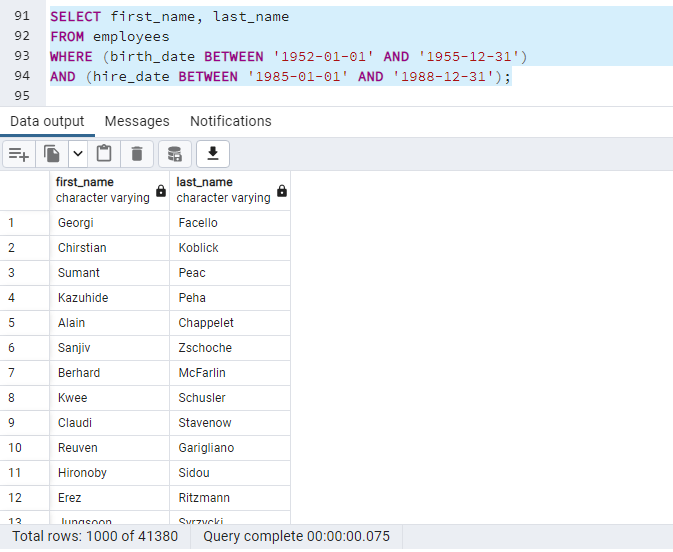 91 SELECT first_name, last_name
92 FROM employees
93 WHERE (birth_date BETWEEN '1952-01-01' AND '1955-12-31')
94 AND (hire_date BETWEEN '1985-01-01' AND '1988-12-31');
95
Data output Messages Notifications
first_name last_name
character varying character varying
1 Georgi Facello
2 Chirstian Koblick
3 Sumant Peac
4 Kazuhide Peha
5 Alain Chappelet
6 Sanjiv Zschoche
7 Berhard McFarlin
8 Kwee Schusler
9 Claudi Stavenow
10 Reuven Garigliano
11 Hironoby Sidou
12 Erez Ritzmann
13 Jungsoon Syrzycki
Total rows: 1000 of 41380 Query complete 00:00:00.075